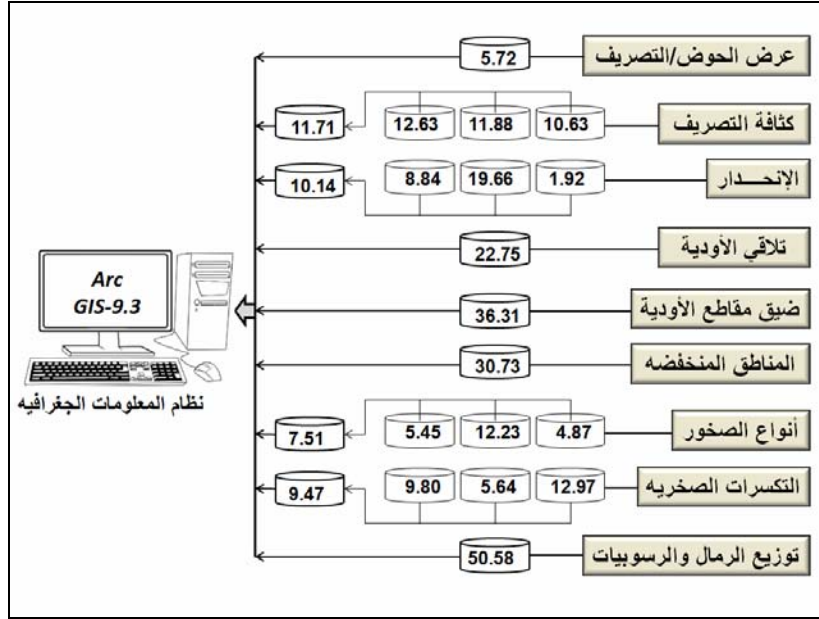 عرض الحوض/التصريف
5.72
كثافة التصريف
10.63
11.88
12.63
11.71
الإنحـــدار
1.92
19.66
8.84
10.14
تلاقي الأودية
22.75
ضيق مقاطع الأودية
36.31
المناطق المنخفضه
30.73
أنواع الصخور
4.87
12.23
5.45
7.51
التكسرات الصخريه
12.97
5.64
9.80
9.47
توزيع الرمال والرسوبيات
50.58
Arc
GIS-9.3
نظام المعلومات الجغرافيه